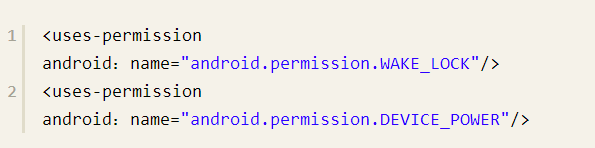 1 <uses-permission
android：name="android.permission.WAKE_LOCK"/>
2 <uses-permission
android：name="android.permission.DEVICE_POWER"/>